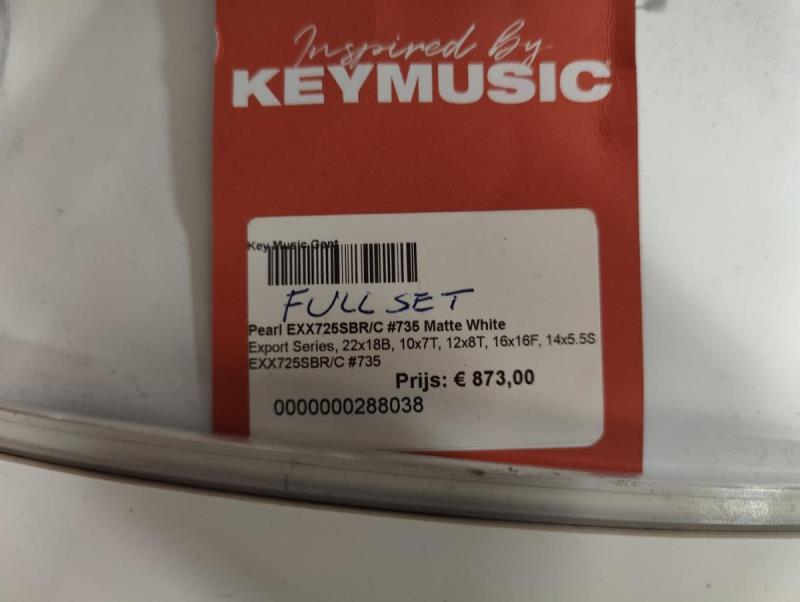 Inspired By
KEYMUSIC
Key Music Gent
FULL SET
Pearl EXX725SBR/C #735 Matte White
Export Series, 22x18B, 10x7T, 12x8T, 16x16F, 14x5.5S
EXX725SBR/C #735
Prijs: € 873,00
0000000288038